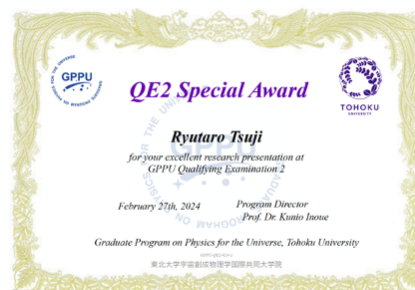 GPPU
QE2 Special Award
TOHOKU
UNIVERSITY
Ryutaro Tsuji
for your excellent research presentation at
GPPU Qualifying Examination 2
February 27th, 2024
Program Director
Prof. Dr. Kunio Inoue
Graduate Program on Physics for the Universe, Tohoku University
東北大学宇宙創成物理学国際共同大学院